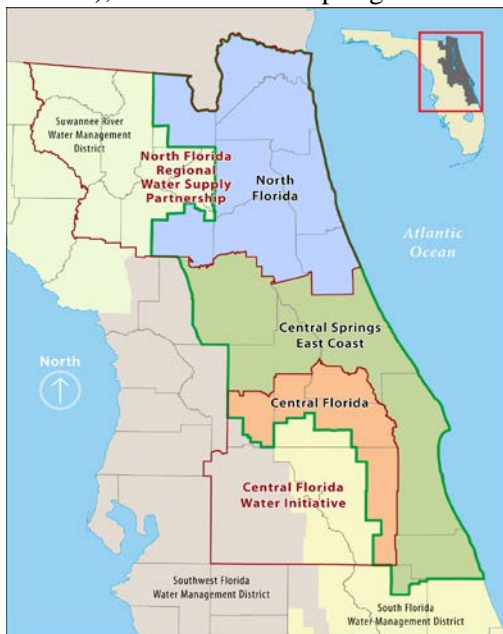 Suwannee River
Water Management
District
North Florida
Regional
Water Supply
Partnership
North
Florida
Atlantic
Ocean
Central Springs
East Coast
North
Central Florida
Central Florida
Water Initiative
Southwest Florida
Water Management District
South Florida
Water Management District